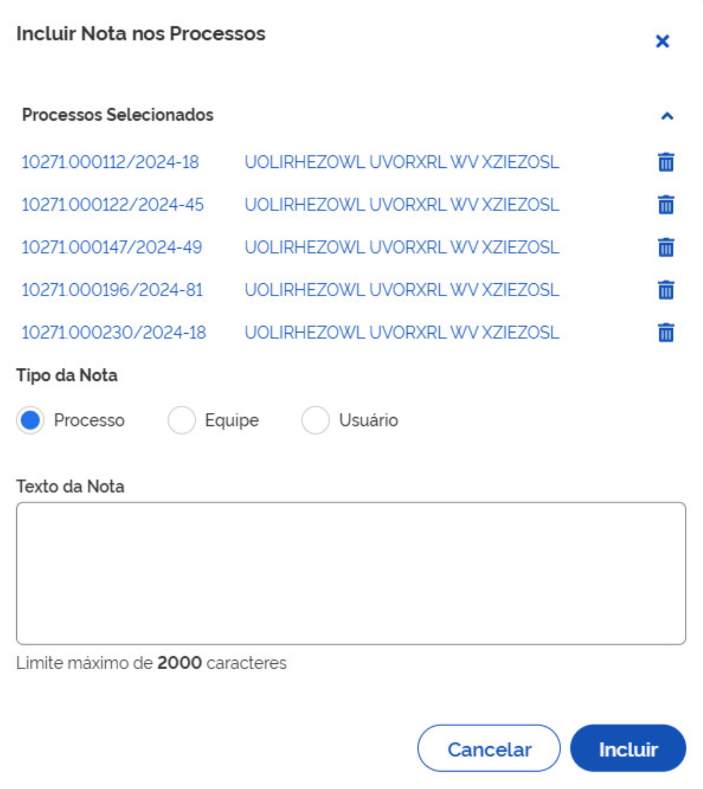 Incluir Nota nos Processos
Processos Selecionados
10271.000112/2024-18 UOLIRHEZOWL UVORXRL WV XZIEZOSL
10271.000122/2024-45 UOLIRHEZOWL UVORXRL WV XZIEZOSL
10271.000147/2024-49 UOLIRHEZOWL UVORXRL WV XZIEZOSL
10271.000196/2024-81 UOLIRHEZOWL UVORXRL WV XZIEZOSL
10271.000230/2024-18 UOLIRHEZOWL UVORXRL WV XZIEZOSL
Tipo da Nota
Processo Equipe Usuário
Texto da Nota
Limite máximo de 2000 caracteres
Cancelar Incluir